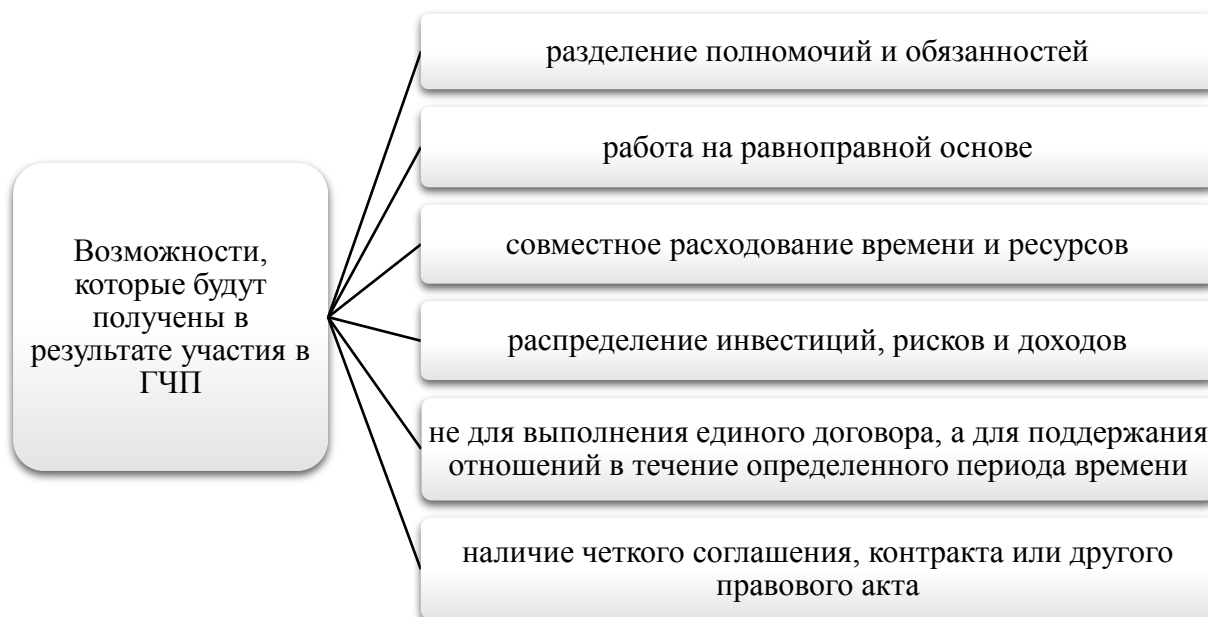 Возможности,
которые будут
получены в
результате участия в
ГЧП
разделение полномочий и обязанностей
работа на равноправной основе
совместное расходование времени и ресурсов
распределение инвестиций, рисков и доходов
не для выполнения единого договора, а для поддержания
отношений в течение определенного периода времени
наличие четкого соглашения, контракта или другого
правового акта